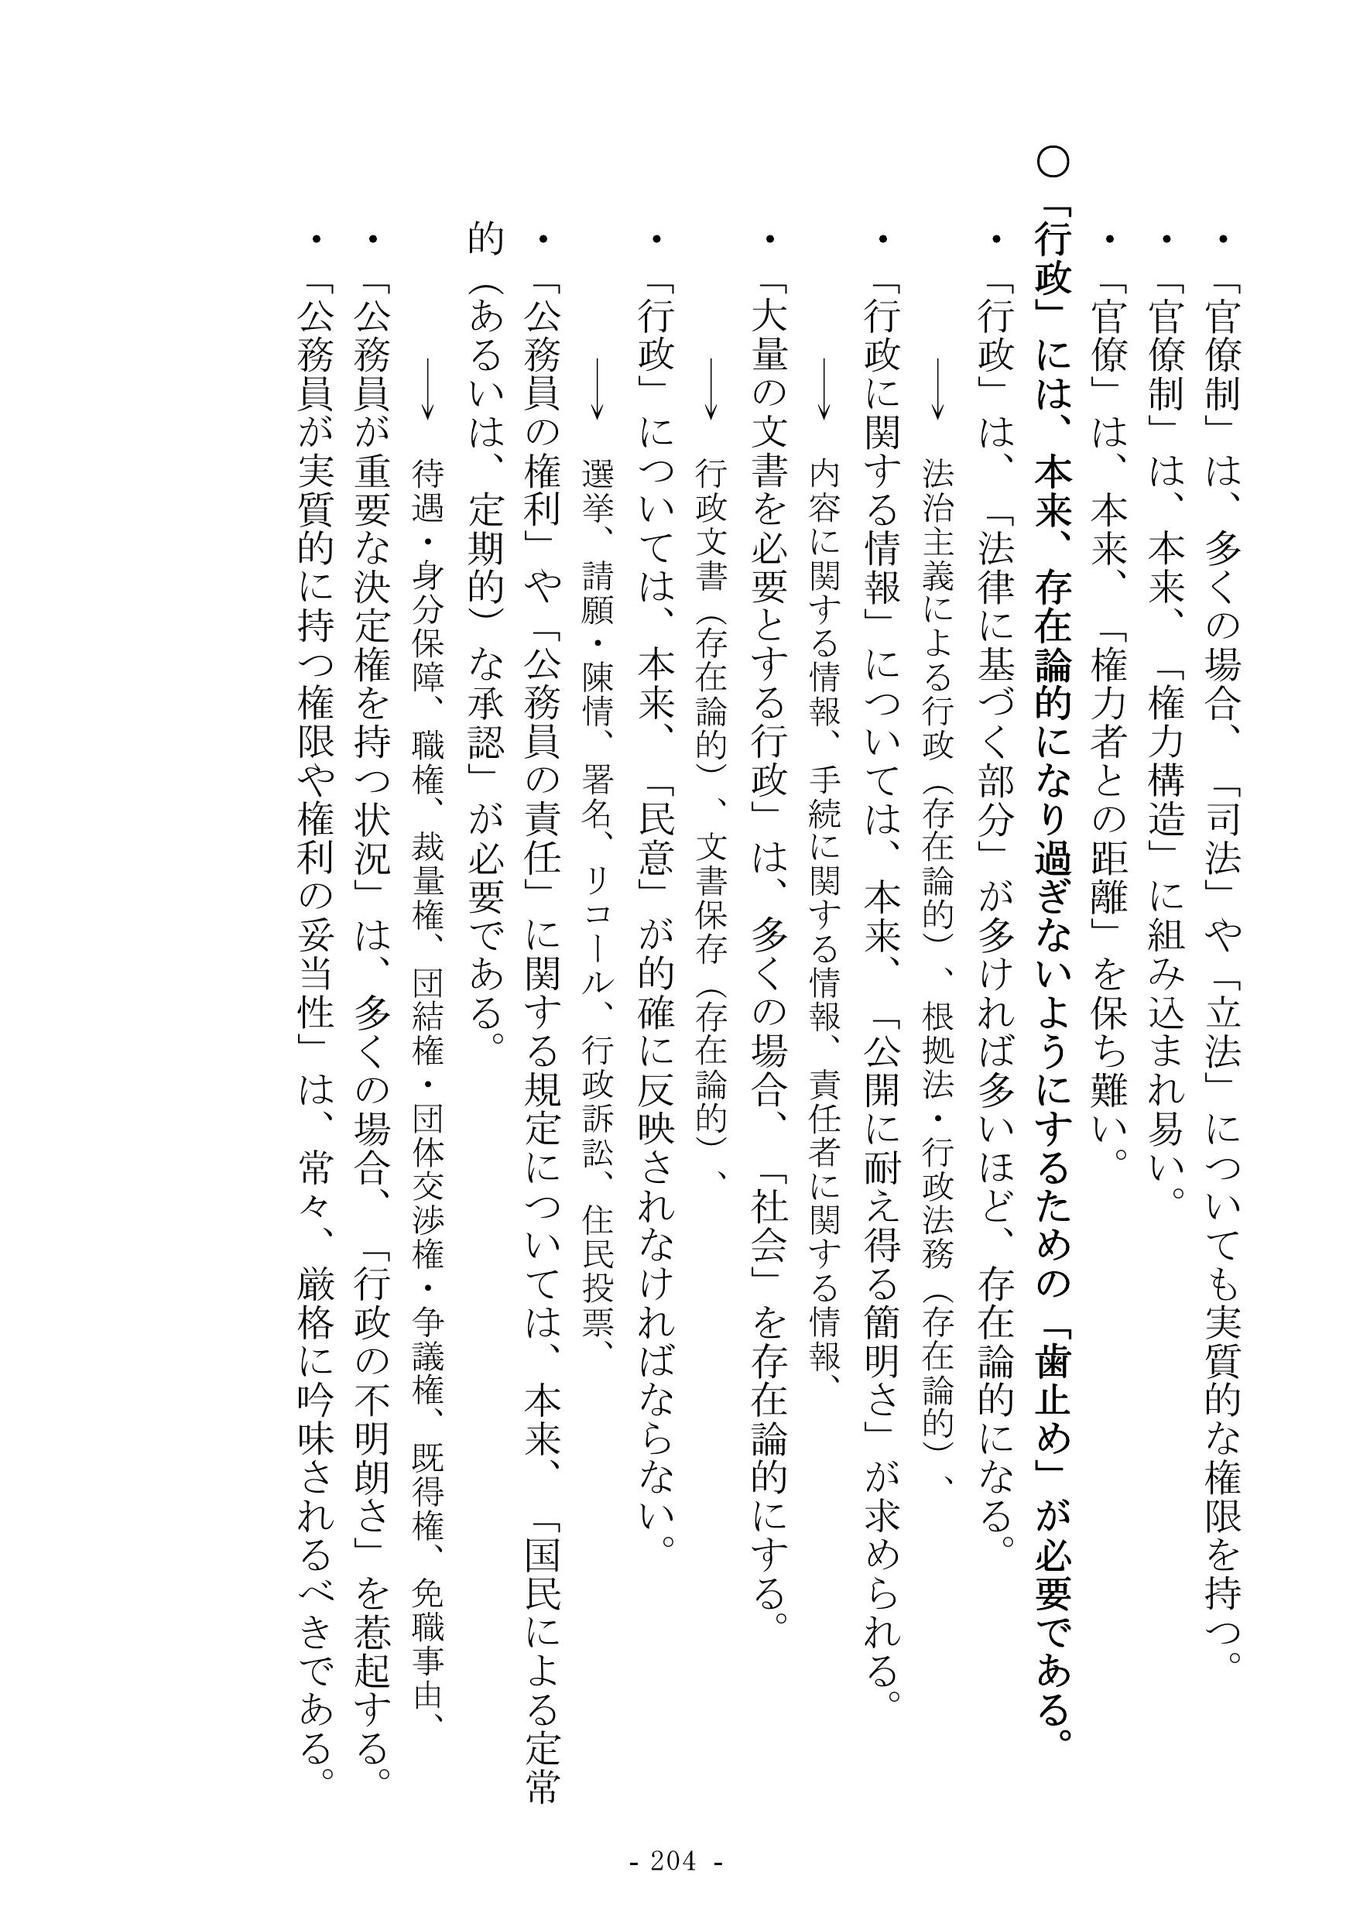 ・「官僚制」は、多くの場合、「司法」や「立法」についても実質的な権限を持つ。
・「官僚制」は、本来、「権力構造」に組み込まれ易い。
・「官僚」は、本来、「権力者との距離」を保ち難い。
○「行政」には、本来、存在論的になり過ぎないようにするための「歯止め」が必要である。
・「行政」は、「法律に基づく部分」が多ければ多いほど、存在論的になる。
→ 法治主義による行政（存在論的）、根拠法・行政法務（存在論的）、
・「行政に関する情報」については、本来、「公開に耐え得る簡明さ」が求められる。
→ 内容に関する情報、手続に関する情報、責任者に関する情報、
・「大量の文書を必要とする行政」は、多くの場合、「社会」を存在論的にする。
→ 行政文書（存在論的）、文書保存（存在論的）、
・「行政」については、本来、「民意」が的確に反映されなければならない。
→ 選挙、請願・陳情、署名、リコール、行政訴訟、住民投票、
・「公務員の権利」や「公務員の責任」に関する規定については、本来、「国民による定常
的（あるいは、定期的）な承認」が必要である。
→ 待遇・身分保障、職権、裁量権、団結権・団体交渉権・争議権、既得権、免職事由、
・「公務員が重要な決定権を持つ状況」は、多くの場合、「行政の不明朗さ」を惹起する。
・「公務員が実質的に持つ権限や権利の妥当性」は、常々、厳格に吟味されるべきである。
- 204 -